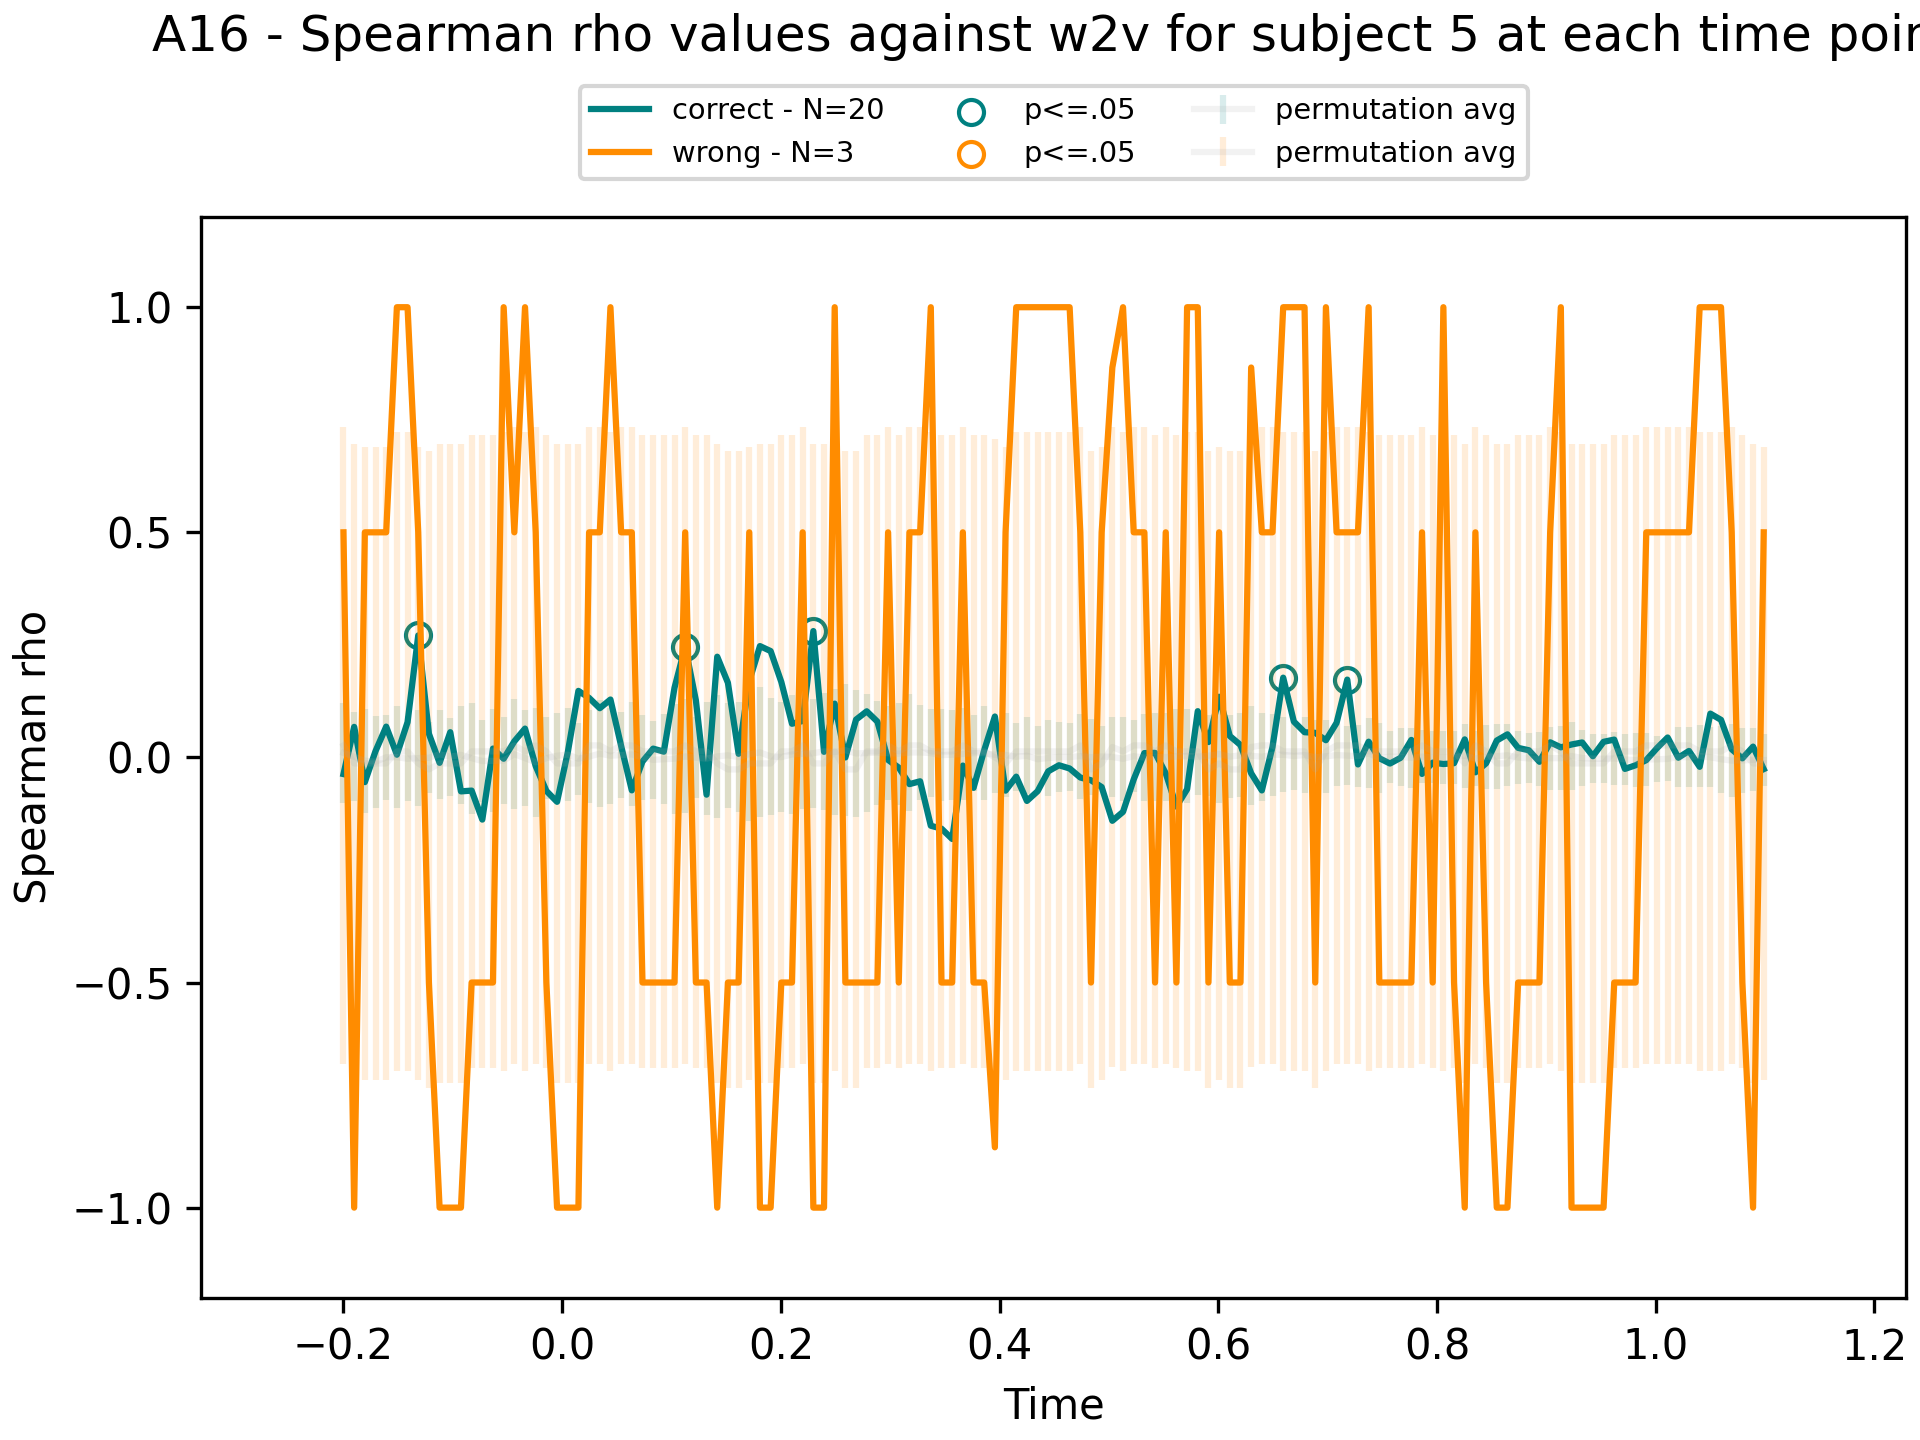 A16 - Spearman rho values against w2v for subject 5 at each time poin
correct - N=20 p<=.05 permutation avg
wrong - N=3 p<=.05 permutation avg
1.0
0.5
0.0
−0.5
−1.0
Spearman rho
−0.2 0.0 0.2 0.4 0.6 0.8 1.0 1.2
Time